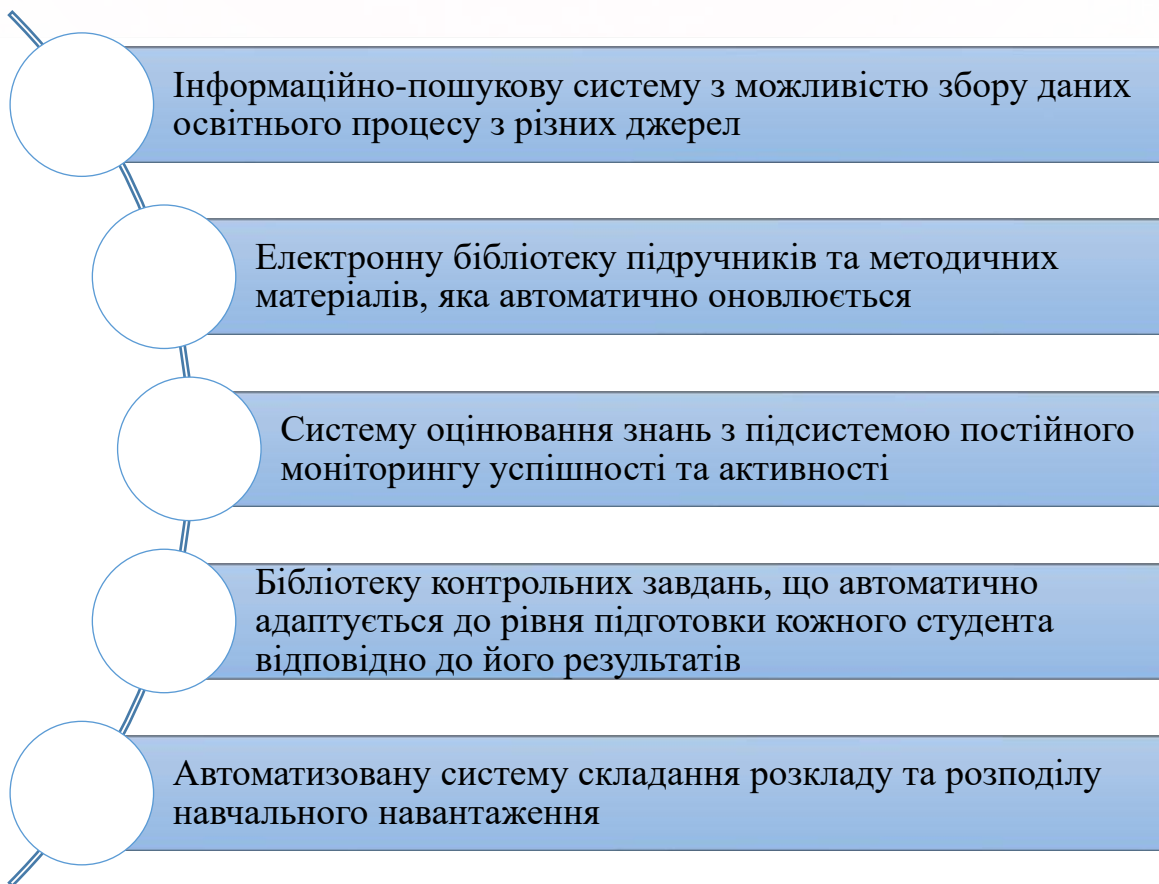 Інформаційно-пошукову систему з можливістю збору даних
освітнього процесу з різних джерел
Електронну бібліотеку підручників та методичних
матеріалів, яка автоматично оновлюється
Систему оцінювання знань з підсистемою постійного
моніторингу успішності та активності
Бібліотеку контрольних завдань, що автоматично
адаптується до рівня підготовки кожного студента
відповідно до його результатів
Автоматизовану систему складання розкладу та розподілу
навчального навантаження